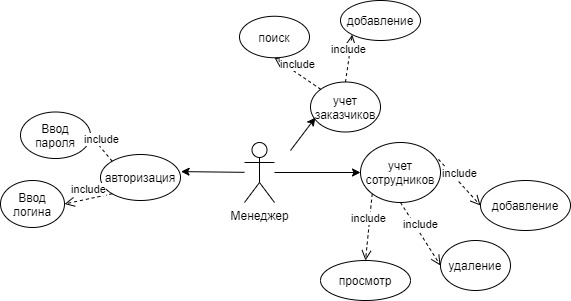 добавление
поиск
include
include
учет
заказчиков
Ввод
пароля
include
авторизация
include
Ввод
логина
Менеджер
учет
сотрудников
include
добавление
include
include
удаление
просмотр